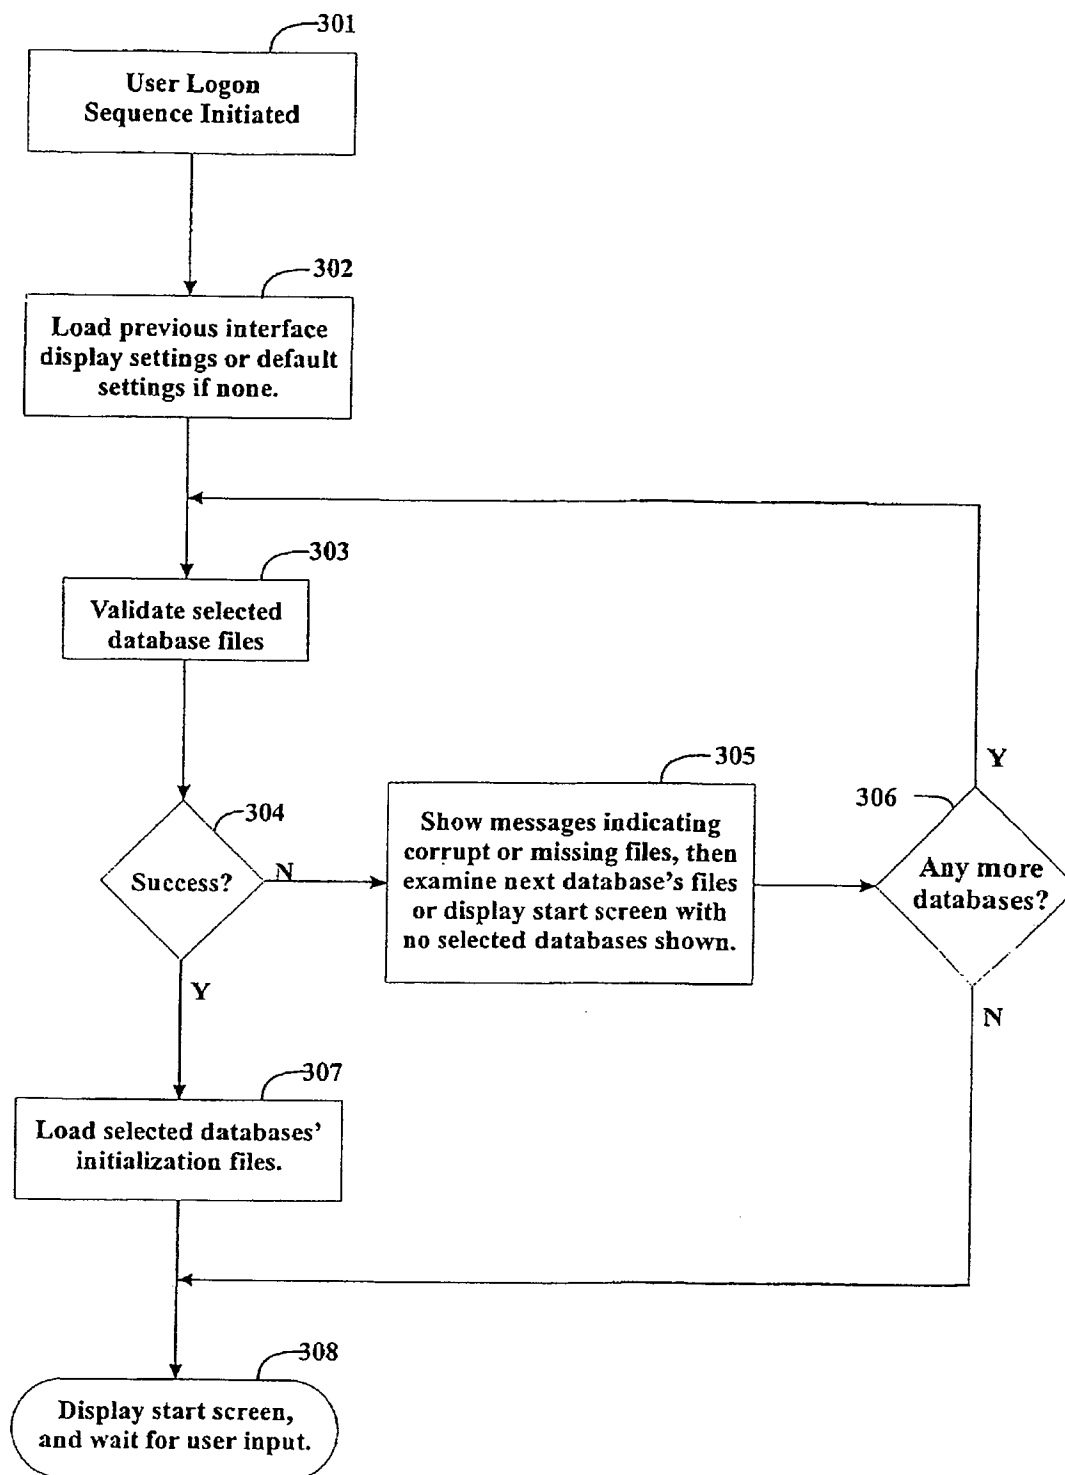 301
User Logon
Sequence Initiated
302
Load previous interface
display settings or default
settings if none.
303
Validate selected
database files
304
Success?
N
Y
305
Show messages indicating
corrupt or missing files, then
examine next database's files
or display start screen with
no selected databases shown.
306
Any more
databases?
Y
N
307
Load selected databases'
initialization files.
308
Display start screen,
and wait for user input.